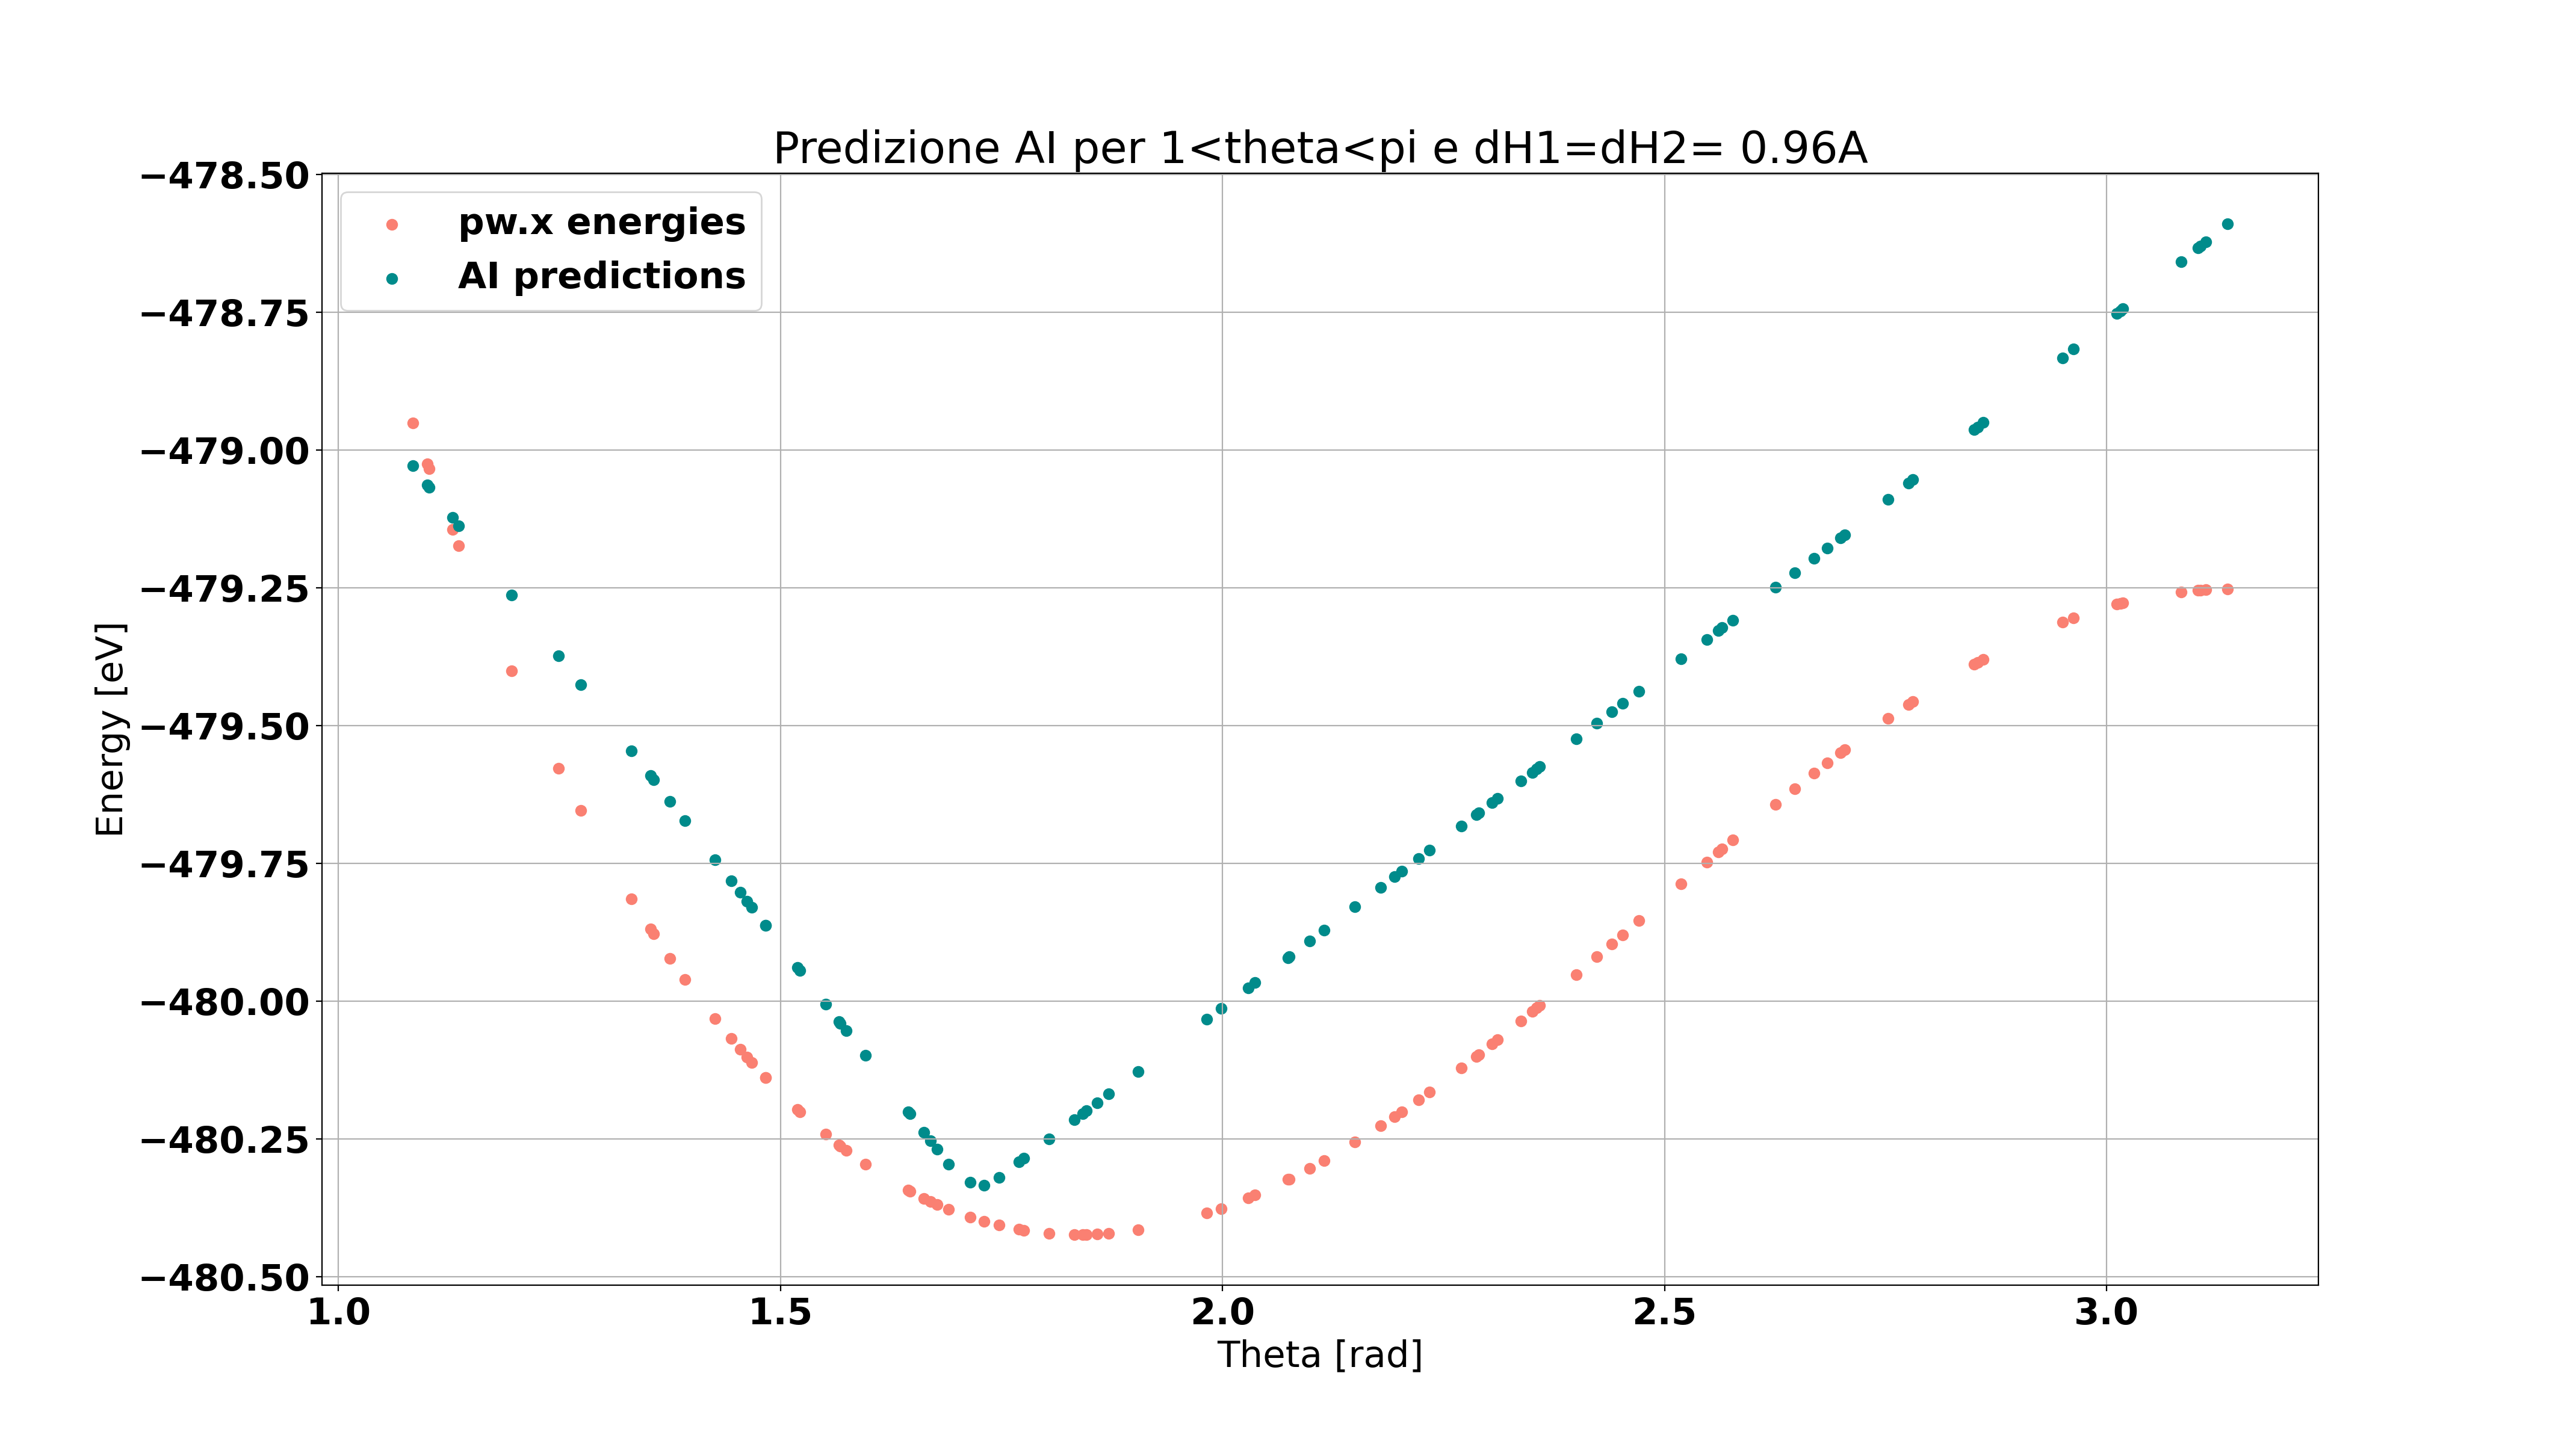 Predizione AI per 1<theta<pi e dH1=dH2= 0.96A
pw.x energies
AI predictions
Energy [eV]
−478.50
−478.75
−479.00
−479.25
−479.50
−479.75
−480.00
−480.25
−480.50
1.0 1.5 2.0 2.5 3.0
Theta [rad]